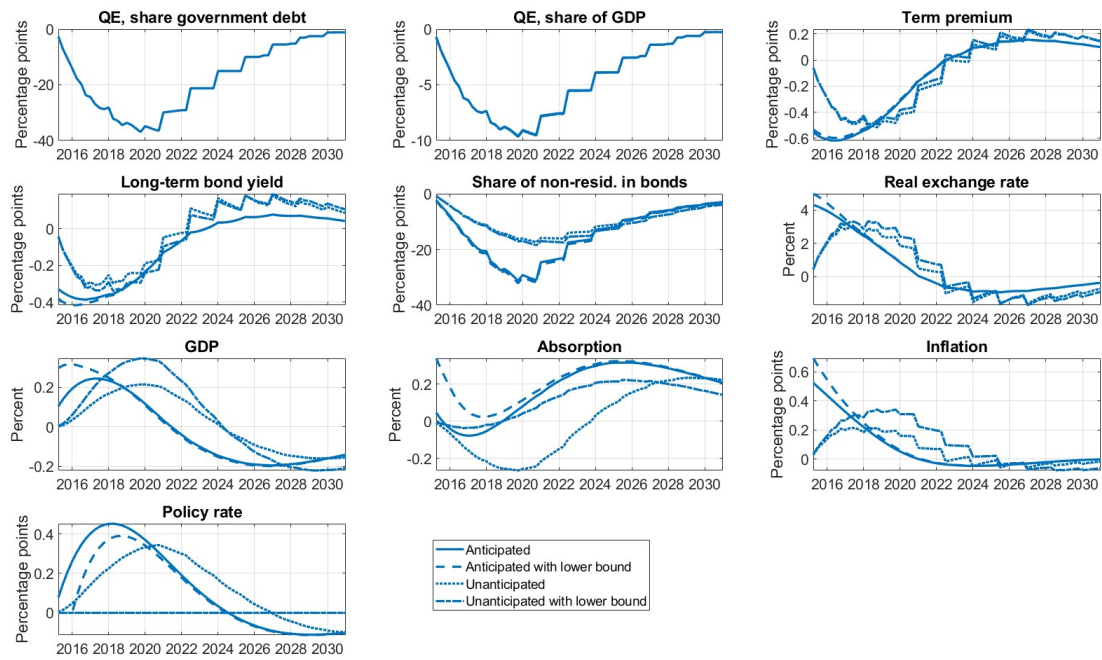 QE, share government debt
Percentage points
0
-20
-40
2016 2018 2020 2022 2024 2026 2028 2030
QE, share of GDP
Percentage points
0
-5
-10
2016 2018 2020 2022 2024 2026 2028 2030
Term premium
Percentage points
0.2
0
-0.2
-0.4
-0.6
2016 2018 2020 2022 2024 2026 2028 2030
Long-term bond yield
Percentage points
0
-0.2
-0.4
2016 2018 2020 2022 2024 2026 2028 2030
Share of non-resid. in bonds
Percentage points
0
-20
-40
2016 2018 2020 2022 2024 2026 2028 2030
Real exchange rate
Percent
4
2
0
2016 2018 2020 2022 2024 2026 2028 2030
GDP
Percent
0.2
0
-0.2
2016 2018 2020 2022 2024 2026 2028 2030
Absorption
Percent
0.2
0
-0.2
2016 2018 2020 2022 2024 2026 2028 2030
Inflation
Percentage points
0.6
0.4
0.2
0
2016 2018 2020 2022 2024 2026 2028 2030
Policy rate
Percentage points
0.4
0.2
0
2016 2018 2020 2022 2024 2026 2028 2030
Anticipated
Anticipated with lower bound
Unanticipated
Unanticipated with lower bound